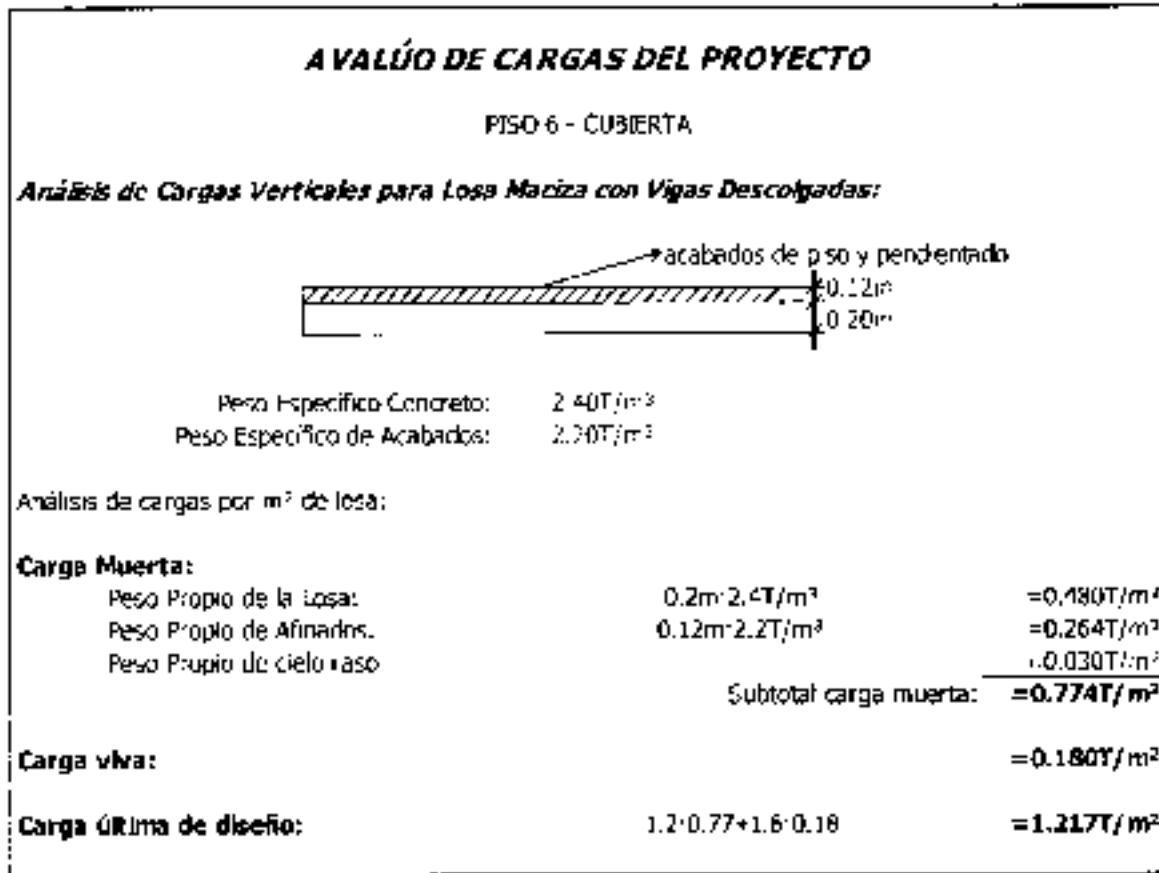 AVALÚO DE CARGAS DEL PROYECTO
PISO 6 - CUBIERTA
Análisis de Cargas Verticales para Losa Maciza con Vigas Descolgadas:
acabados de piso y pendientado
0.12m
0.20m
Peso Específico Concreto: 2.40T/m³
Peso Específico de Acabados: 2.20T/m³
Análisis de cargas por m² de losa:
Carga Muerta:
Peso Propio de la Losa: 0.2m·2.4T/m³ =0.480T/m²
Peso Propio de Afinados: 0.12m·2.2T/m³ =0.264T/m²
Peso Propio de cielo raso =0.030T/m²
Subtotal carga muerta: =0.774T/m²
Carga viva: =0.180T/m²
Carga última de diseño: 1.2·0.77+1.6·0.18 =1.217T/m²